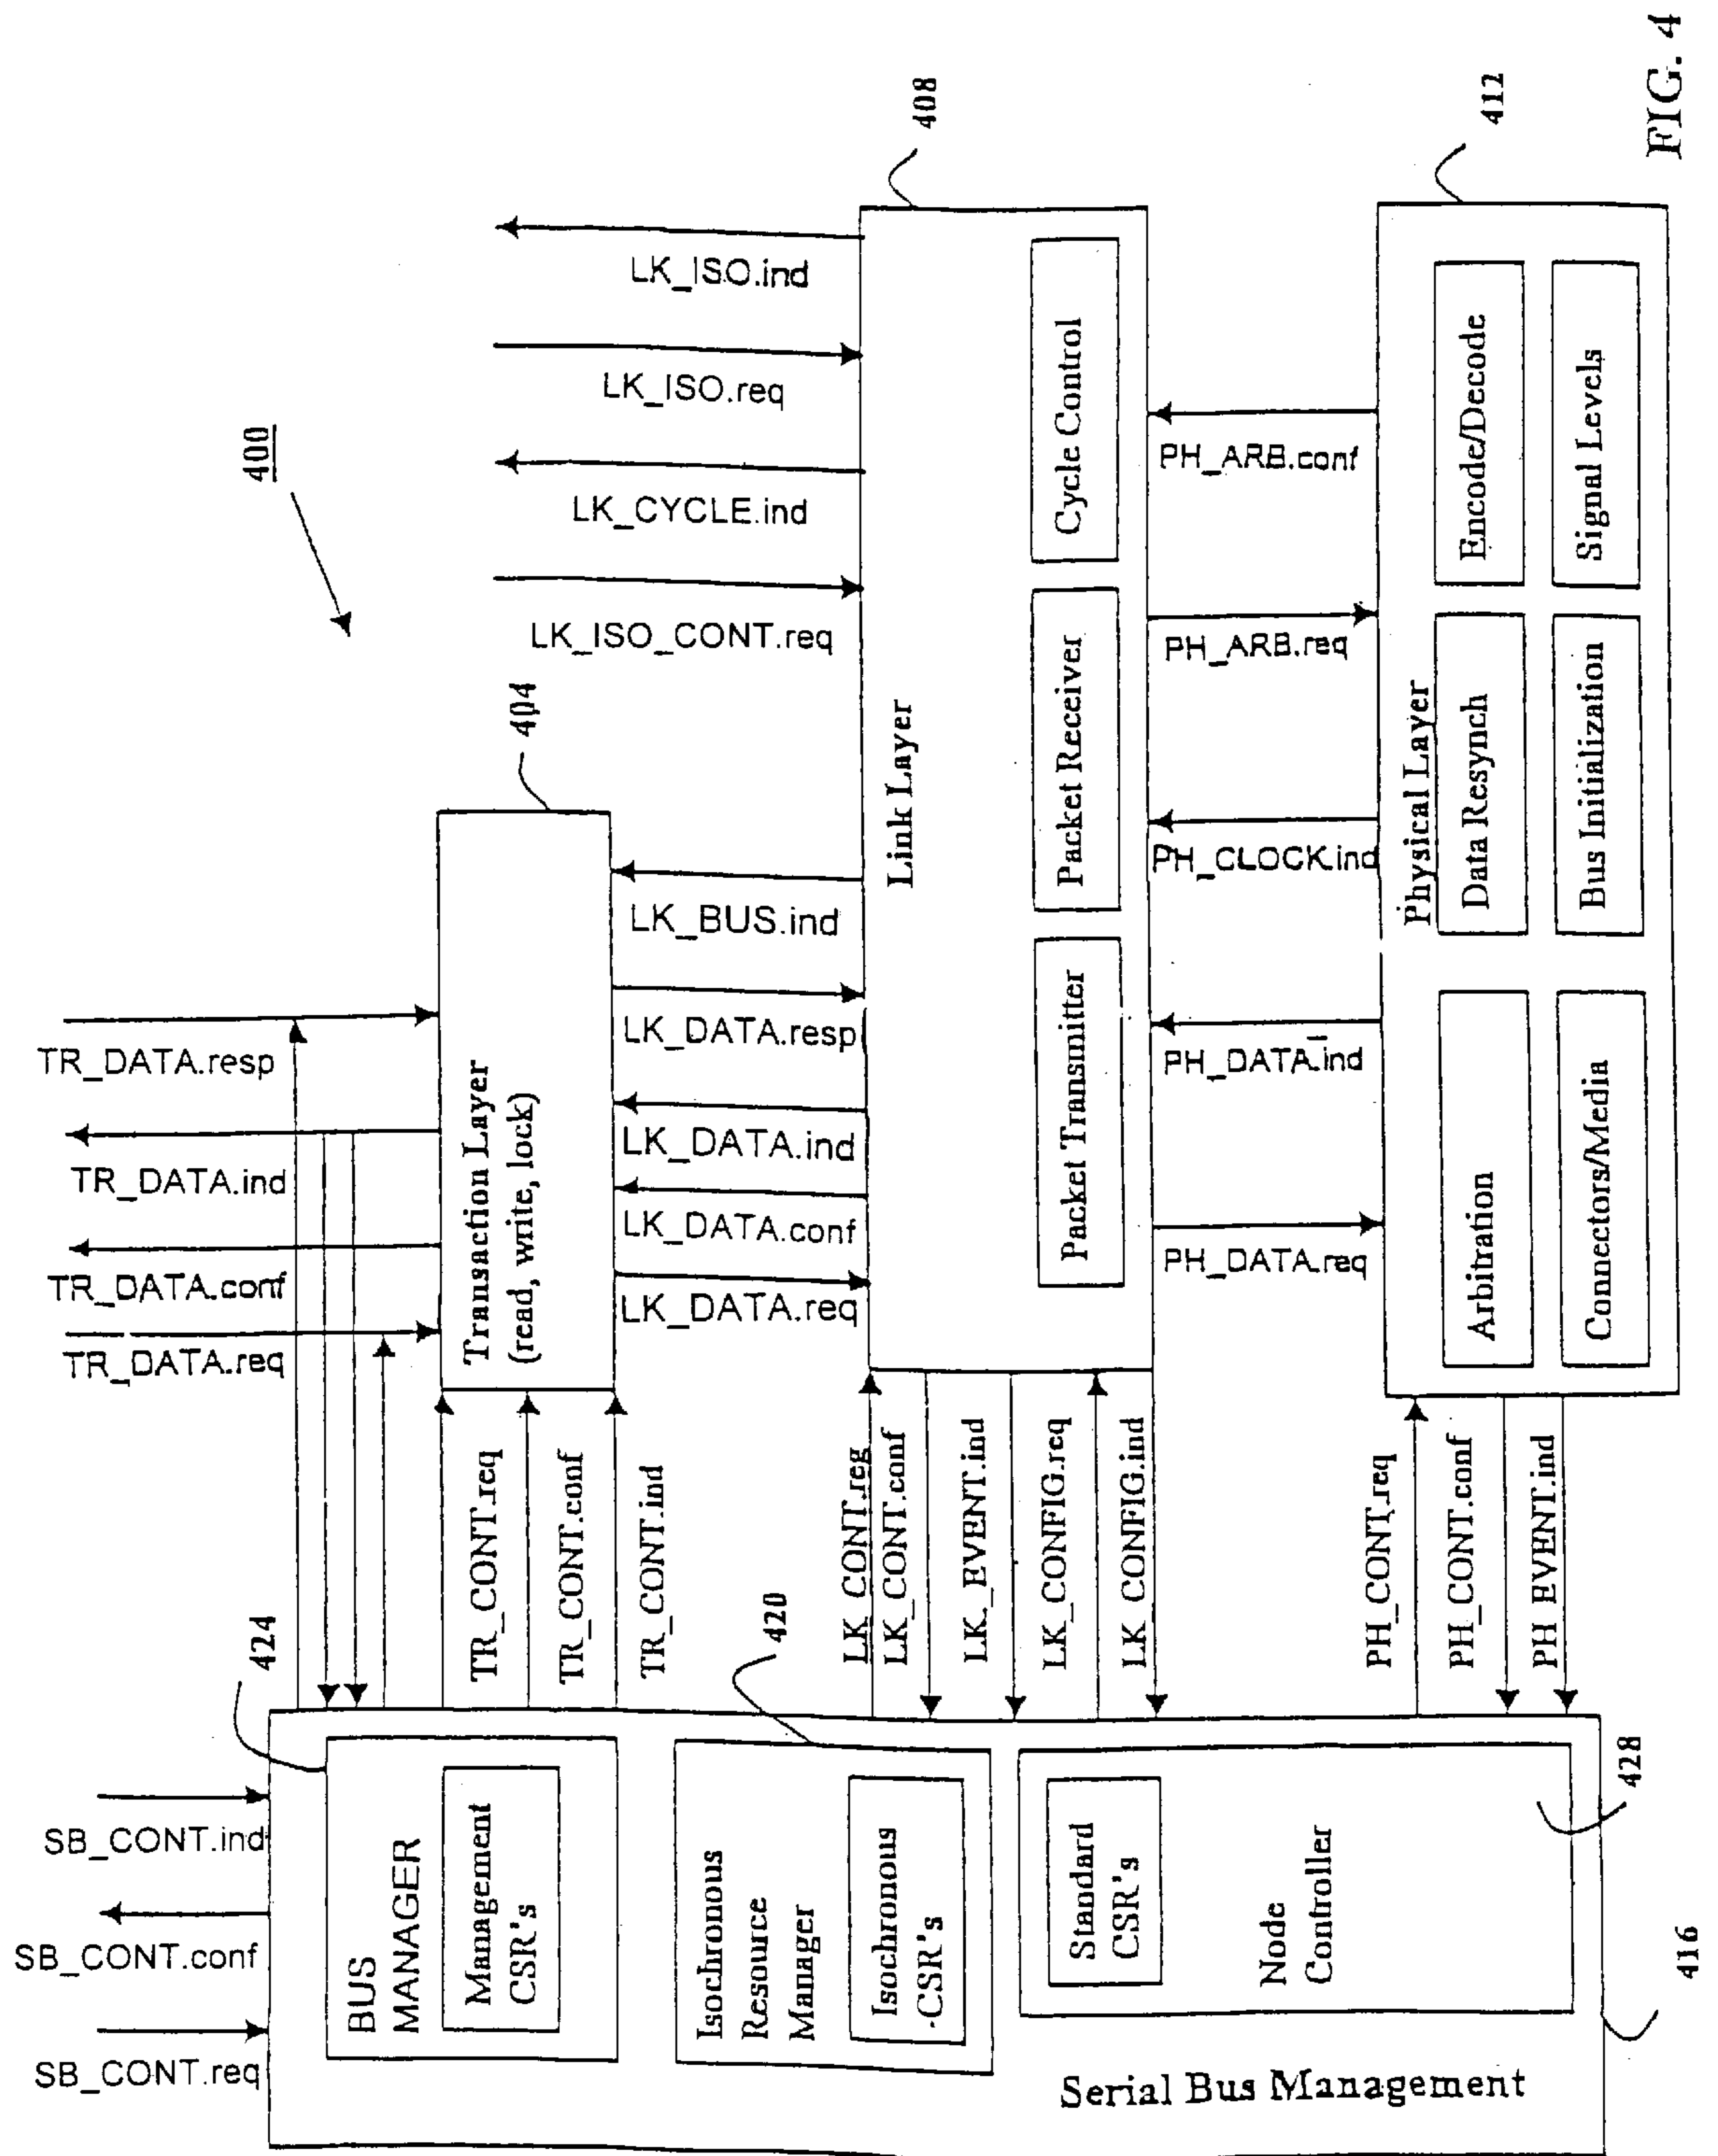 FIG. 4
400
SB_CONT.req
SB_CONT.conf
SB_CONT.ind
TR_DATA.req
TR_DATA.conf
TR_DATA.ind
TR_DATA.resp
424
BUS
MANAGER
Management
CSR's
420
Isochronous
Resource
Manager
Isochronous
-CSR's
Standard
CSR's
Node
Controller
428
416
Serial Bus Management
TR_CONT.req
TR_CONT.conf
TR_CONT.ind
LK_CONT.reg
LK_CONT.conf
LK_EVENT.ind
LK_CONFIG.req
LK_CONFIG.ind
PH_CONT.req
PH_CONT.conf
PH_EVENT.ind
404
Transaction Layer
(read, write, lock)
LK_DATA.req
LK_DATA.conf
LK_DATA.ind
LK_DATA.resp
LK_BUS.ind
LK_ISO_CONT.req
LK_CYCLE.ind
LK_ISO.req
LK_ISO.ind
408
Link Layer
Packet Transmitter
Packet Receiver
Cycle Control
PH_DATA.req
PH_DATA.ind
PH_CLOCK.ind
PH_ARB.req
PH_ARB.conf
412
Physical Layer
Arbitration
Data Resynch
Encode/Decode
Connectors/Media
Bus Initialization
Signal Levels